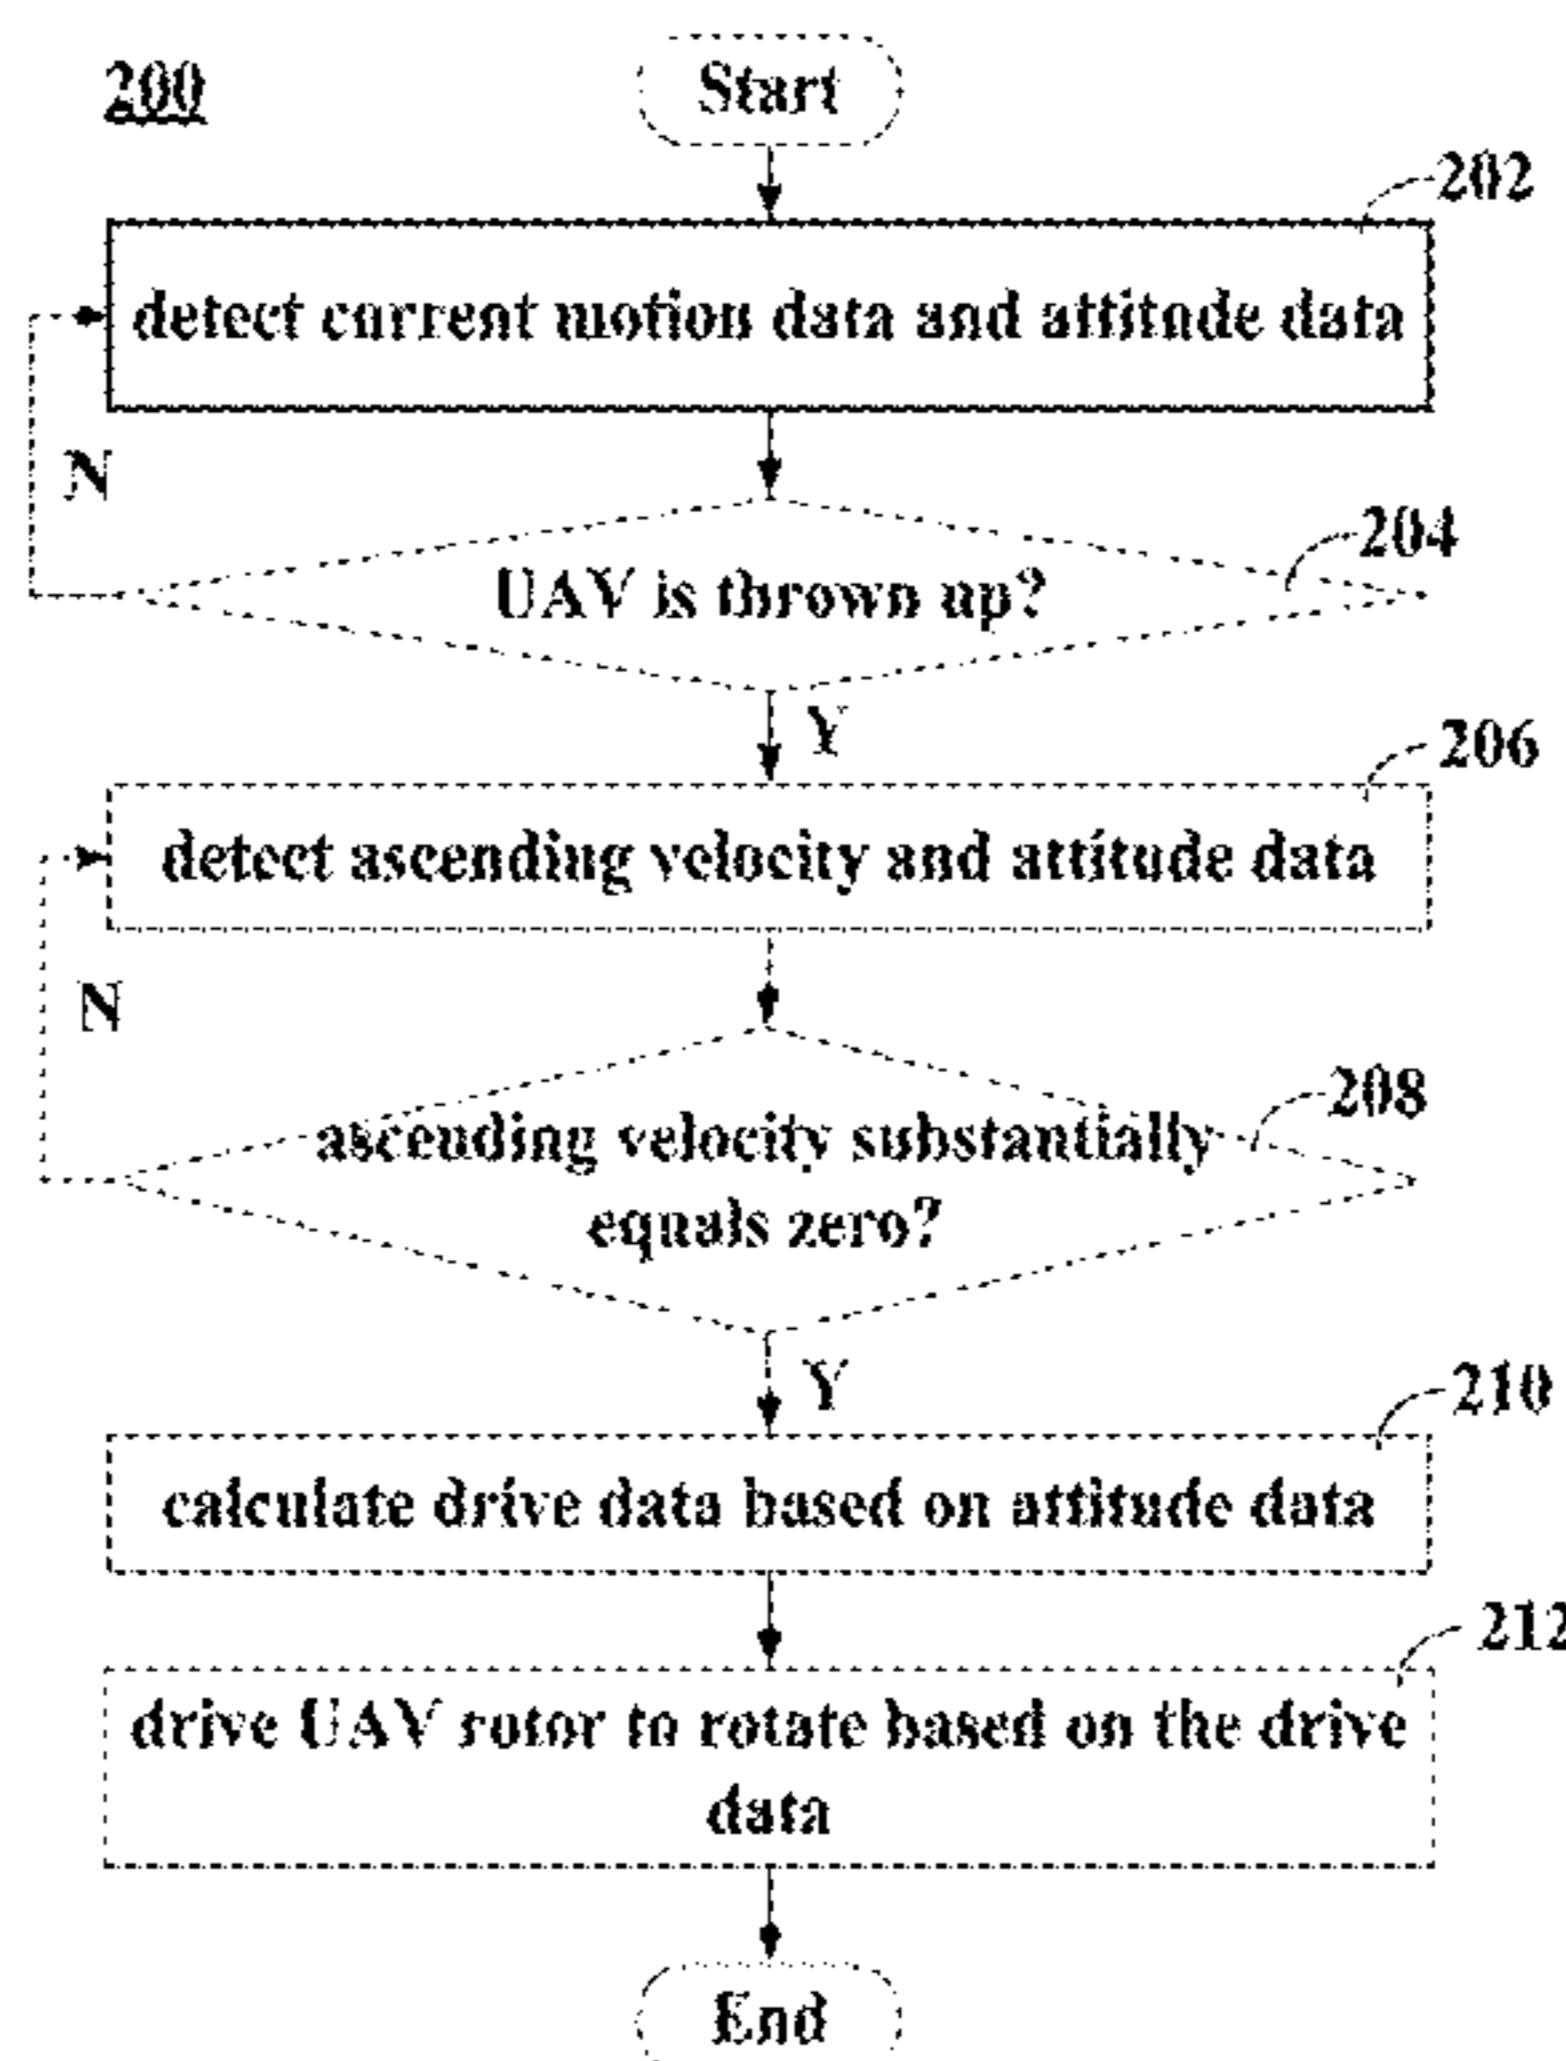 200
Start
202
detect current motion data and attitude data
N
204
UAV is thrown up?
Y
206
detect ascending velocity and attitude data
N
208
ascending velocity substantially
equals zero?
Y
210
calculate drive data based on attitude data
212
drive UAV rotor to rotate based on the drive
data
End